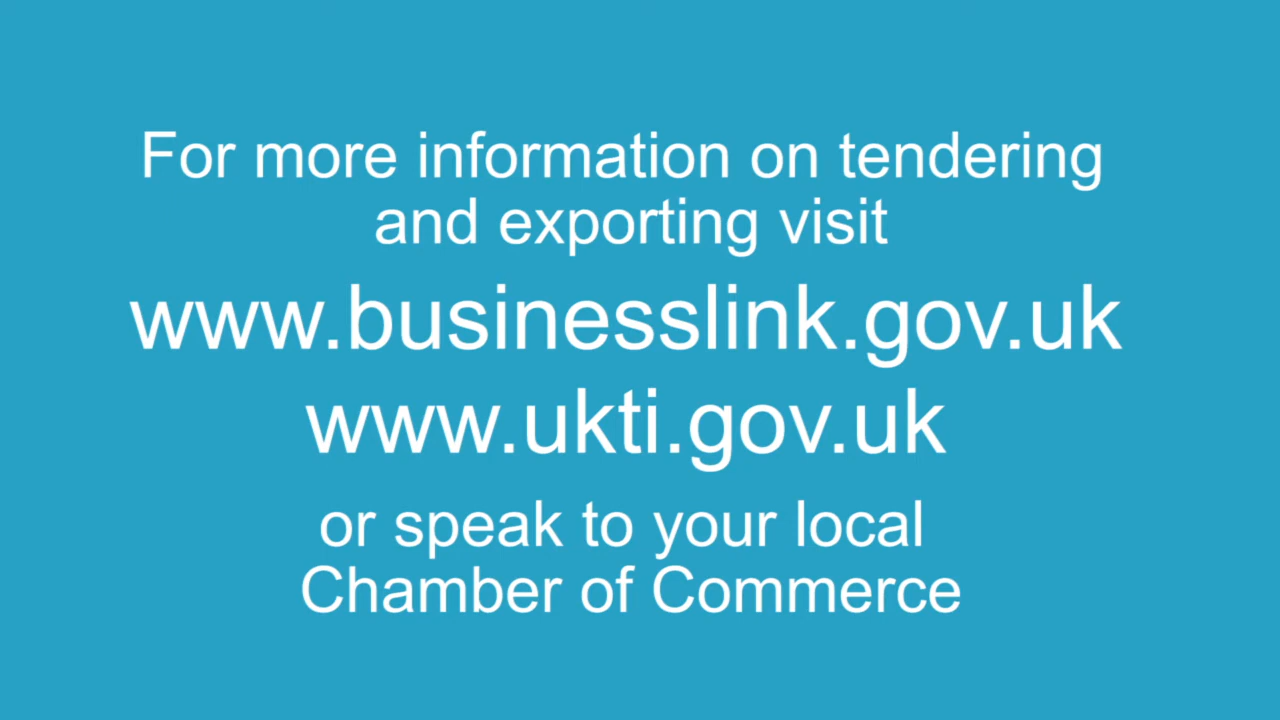 For more information on tendering
and exporting visit
www.businesslink.gov.uk
www.ukti.gov.uk
or speak to your local
Chamber of Commerce